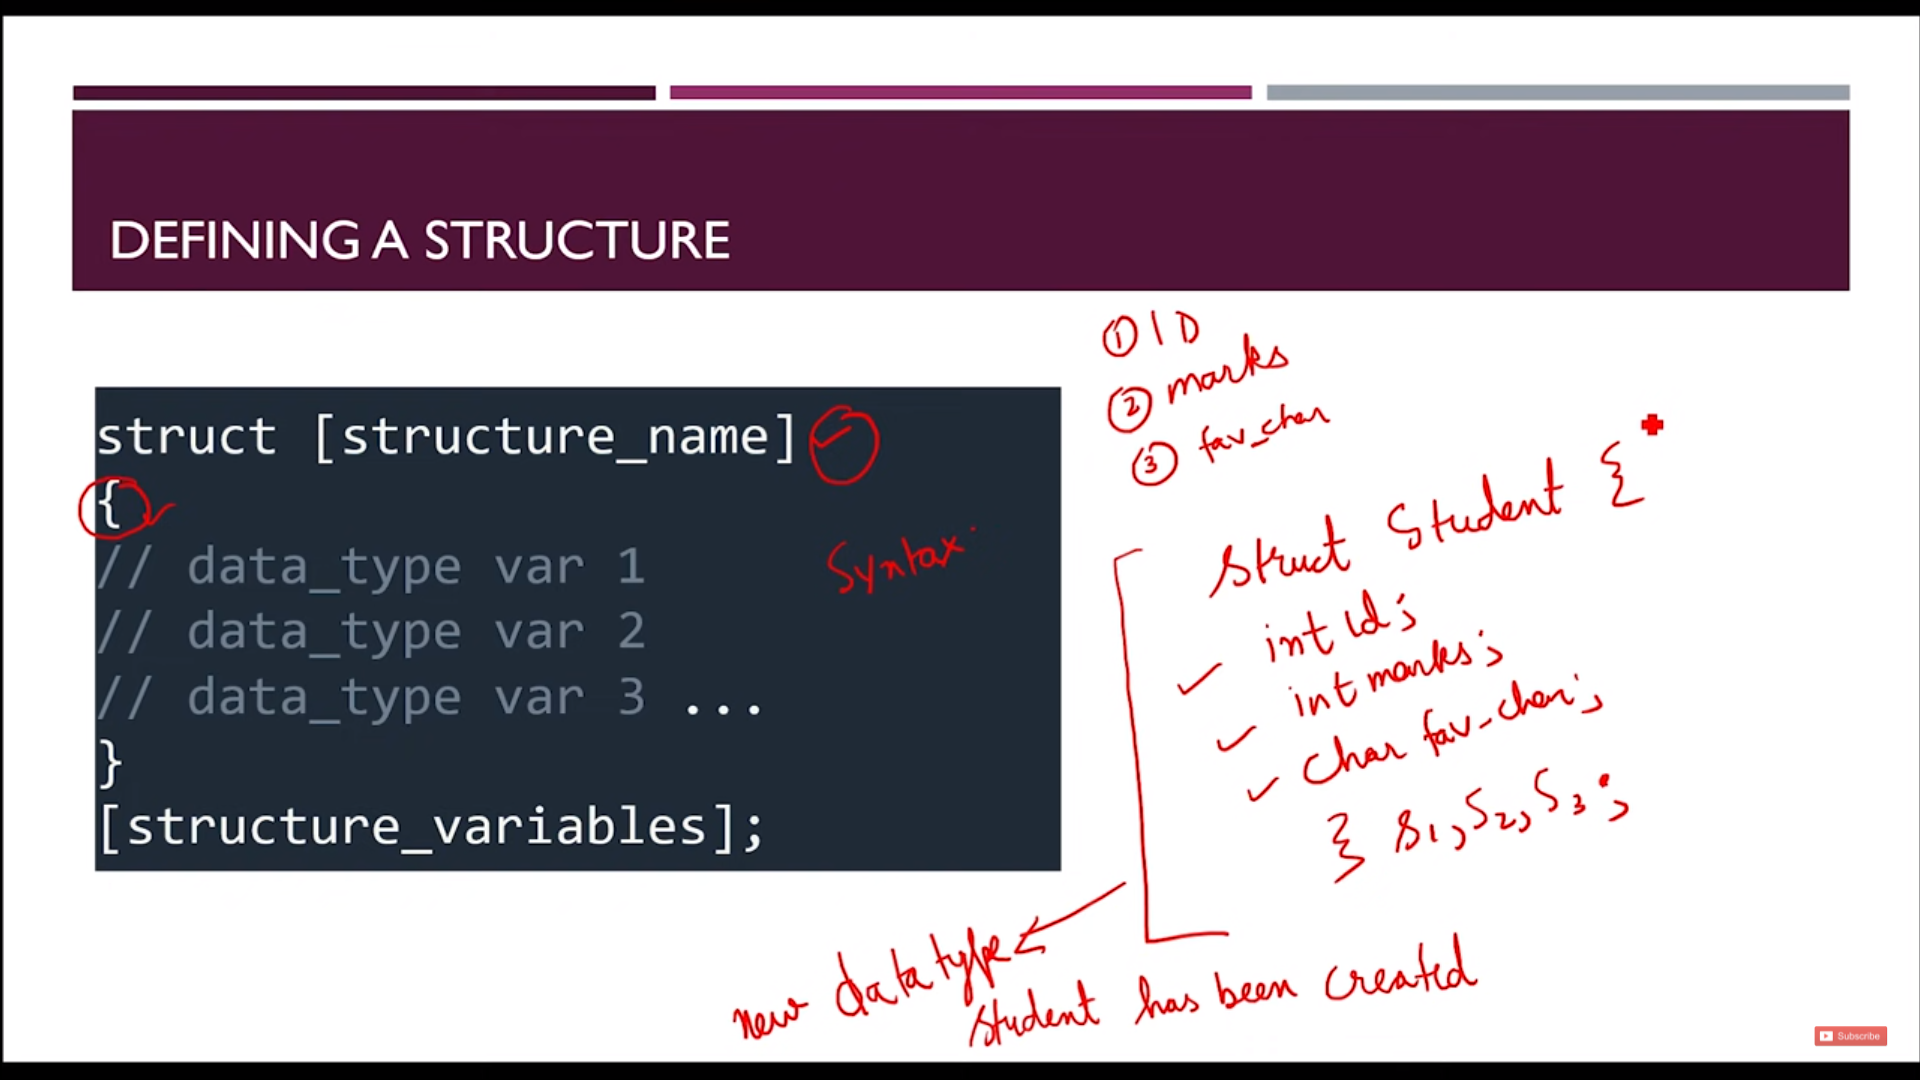 DEFINING A STRUCTURE
struct [structure_name]
{
// data_type var 1
// data_type var 2
// data_type var 3 ...
}
[structure_variables];
Syntax
① ID
② marks
③ fav_char
struct Student {
int id;
int marks;
char fav_char;
} s1, s2, s3;
new data type
student has been created
Subscribe